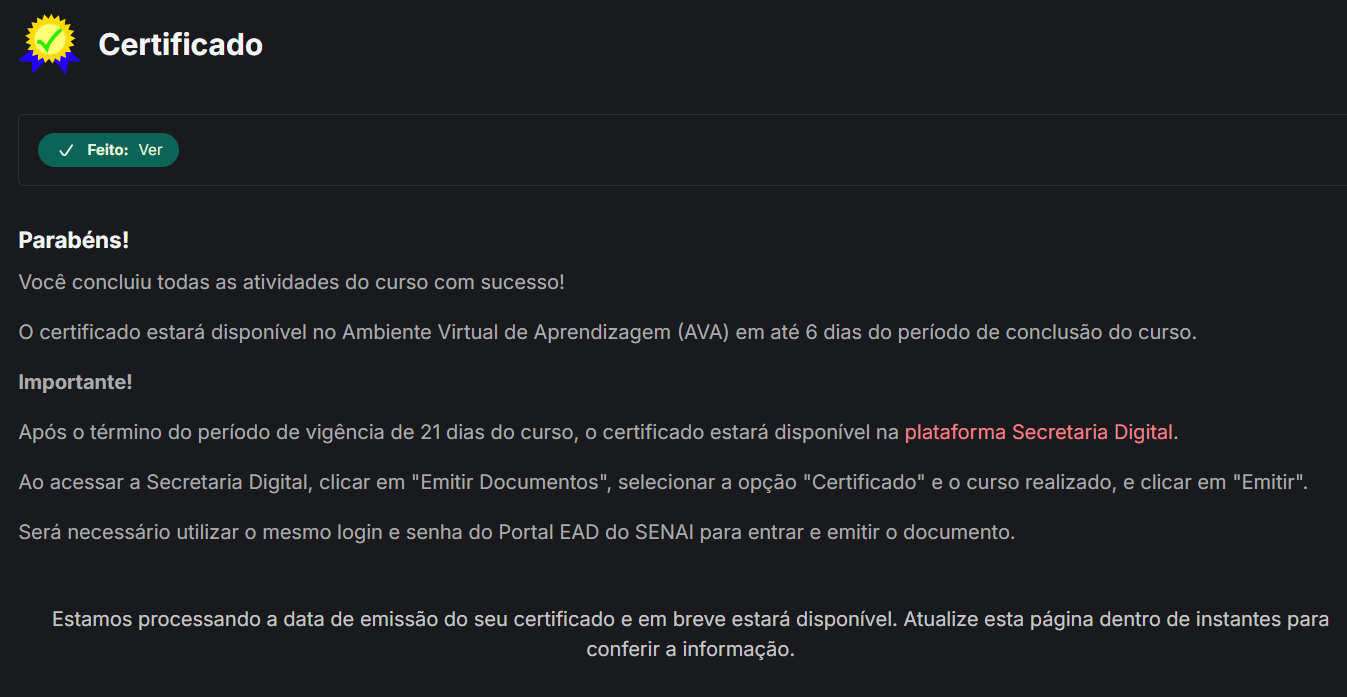 Certificado
Feito: Ver
Parabéns!
Você concluiu todas as atividades do curso com sucesso!
O certificado estará disponível no Ambiente Virtual de Aprendizagem (AVA) em até 6 dias do período de conclusão do curso.
Importante!
Após o término do período de vigência de 21 dias do curso, o certificado estará disponível na plataforma Secretaria Digital.
Ao acessar a Secretaria Digital, clicar em "Emitir Documentos", selecionar a opção "Certificado" e o curso realizado, e clicar em "Emitir".
Será necessário utilizar o mesmo login e senha do Portal EAD do SENAI para entrar e emitir o documento.
Estamos processando a data de emissão do seu certificado e em breve estará disponível. Atualize esta página dentro de instantes para
conferir a informação.